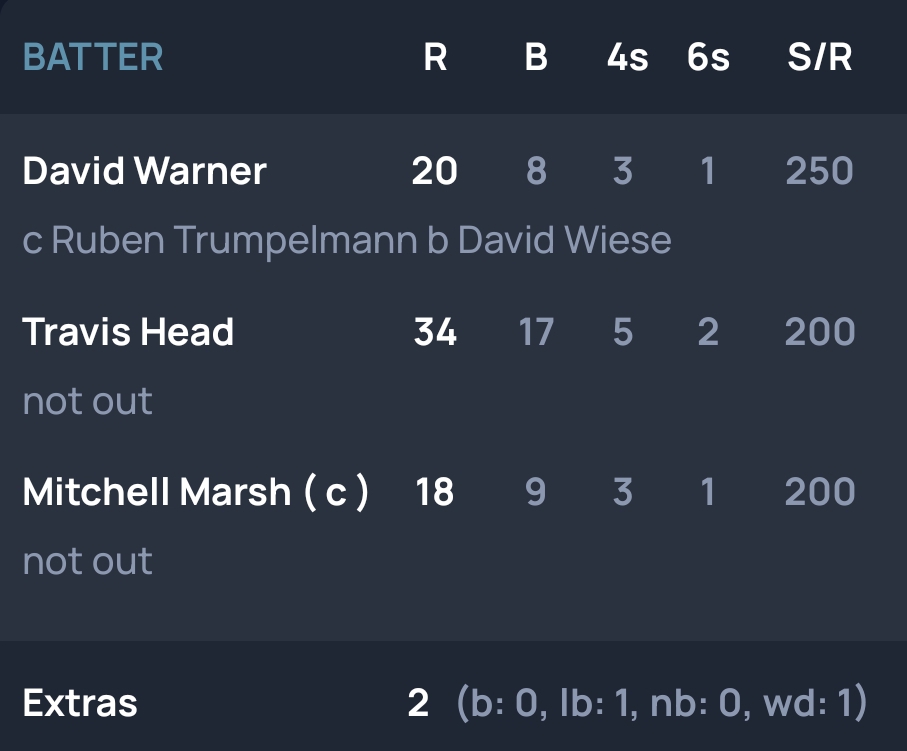 BATTER R B 4s 6s S/R
David Warner 20 8 3 1 250
c Ruben Trumpelmann b David Wiese
Travis Head 34 17 5 2 200
not out
Mitchell Marsh ( c ) 18 9 3 1 200
not out
Extras 2 (b: 0, lb: 1, nb: 0, wd: 1)